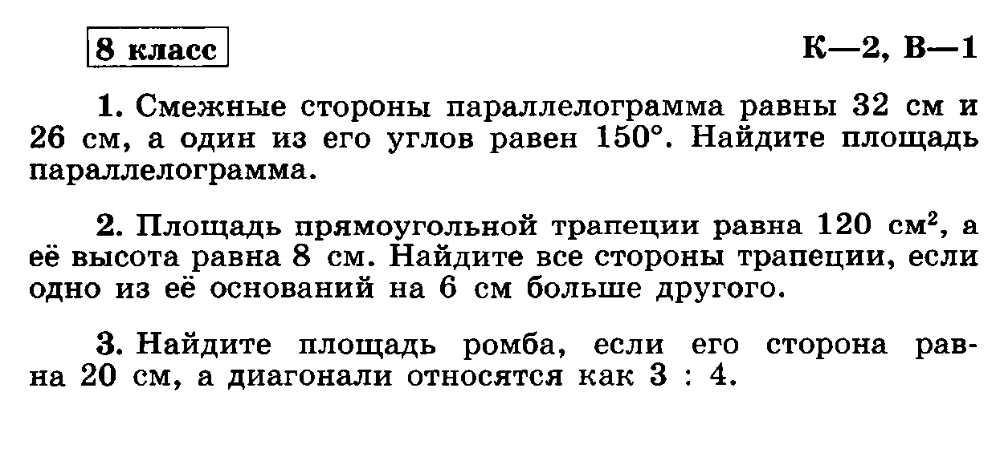 8 класс
К—2, В—1
1. Смежные стороны параллелограмма равны 32 см и
26 см, а один из его углов равен 150°. Найдите площадь
параллелограмма.
2. Площадь прямоугольной трапеции равна 120 см², а
её высота равна 8 см. Найдите все стороны трапеции, если
одно из её оснований на 6 см больше другого.
3. Найдите площадь ромба, если его сторона рав-
на 20 см, а диагонали относятся как 3 : 4.